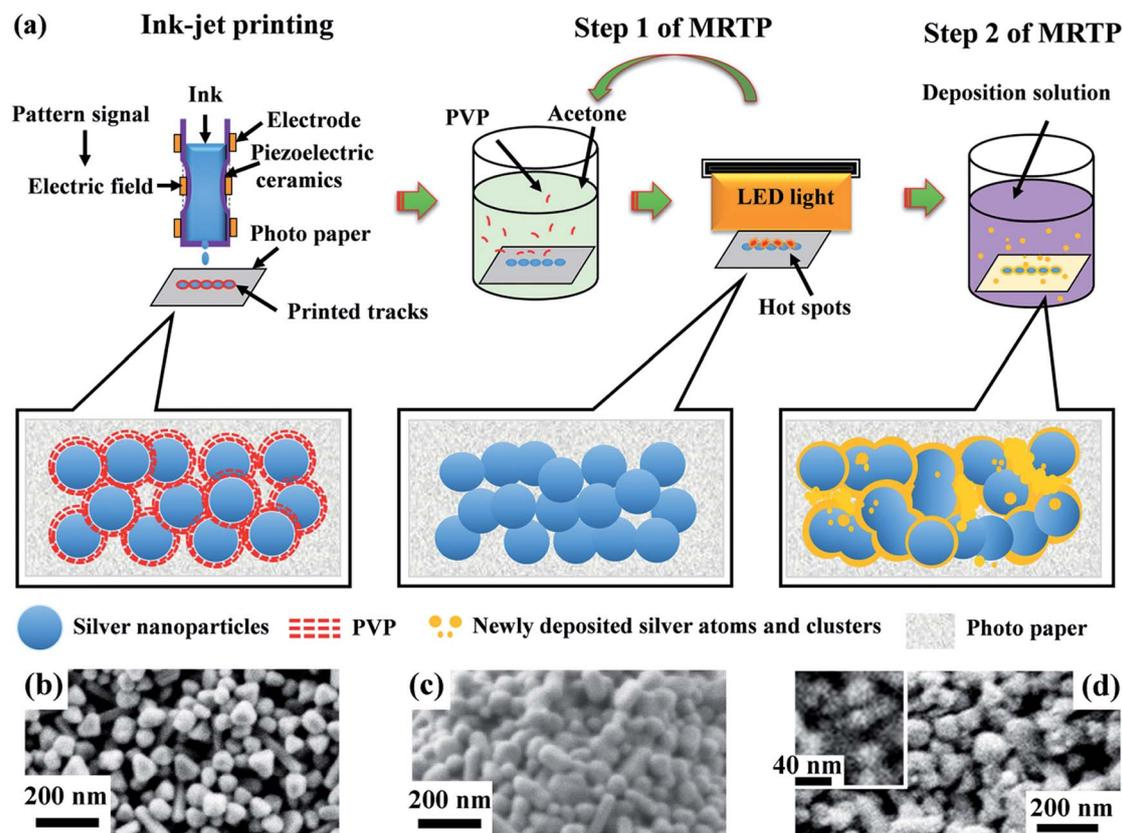 (a)
Ink-jet printing
Step 1 of MRTP
Step 2 of MRTP
Ink
Pattern signal
Electrode
Piezoelectric
ceramics
Electric field
Photo paper
Printed tracks
PVP
Acetone
LED light
Hot spots
Deposition solution
Silver nanoparticles
PVP
Newly deposited silver atoms and clusters
Photo paper
(b)
200 nm
(c)
200 nm
(d)
40 nm
200 nm